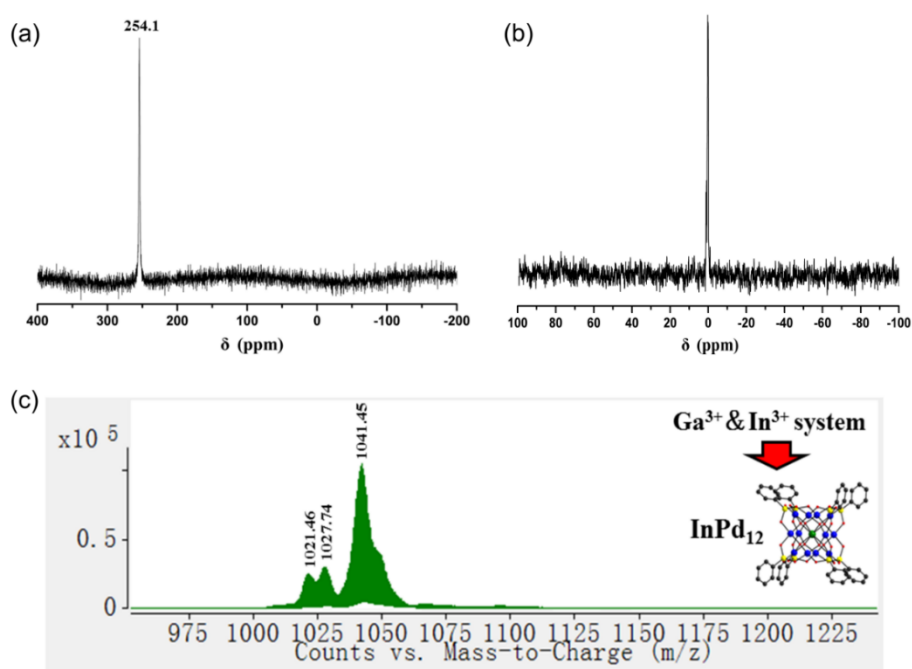 (a)
254.1
400 300 200 100 0 -100 -200
δ (ppm)
(b)
100 80 60 40 20 0 -20 -40 -60 -80 -100
δ (ppm)
(c)
x10 5
0.5
0
1021.46
1027.74
1041.45
Ga3+ & In3+ system
InPd12
975 1000 1025 1050 1075 1100 1125 1150 1175 1200 1225
Counts vs. Mass-to-Charge (m/z)